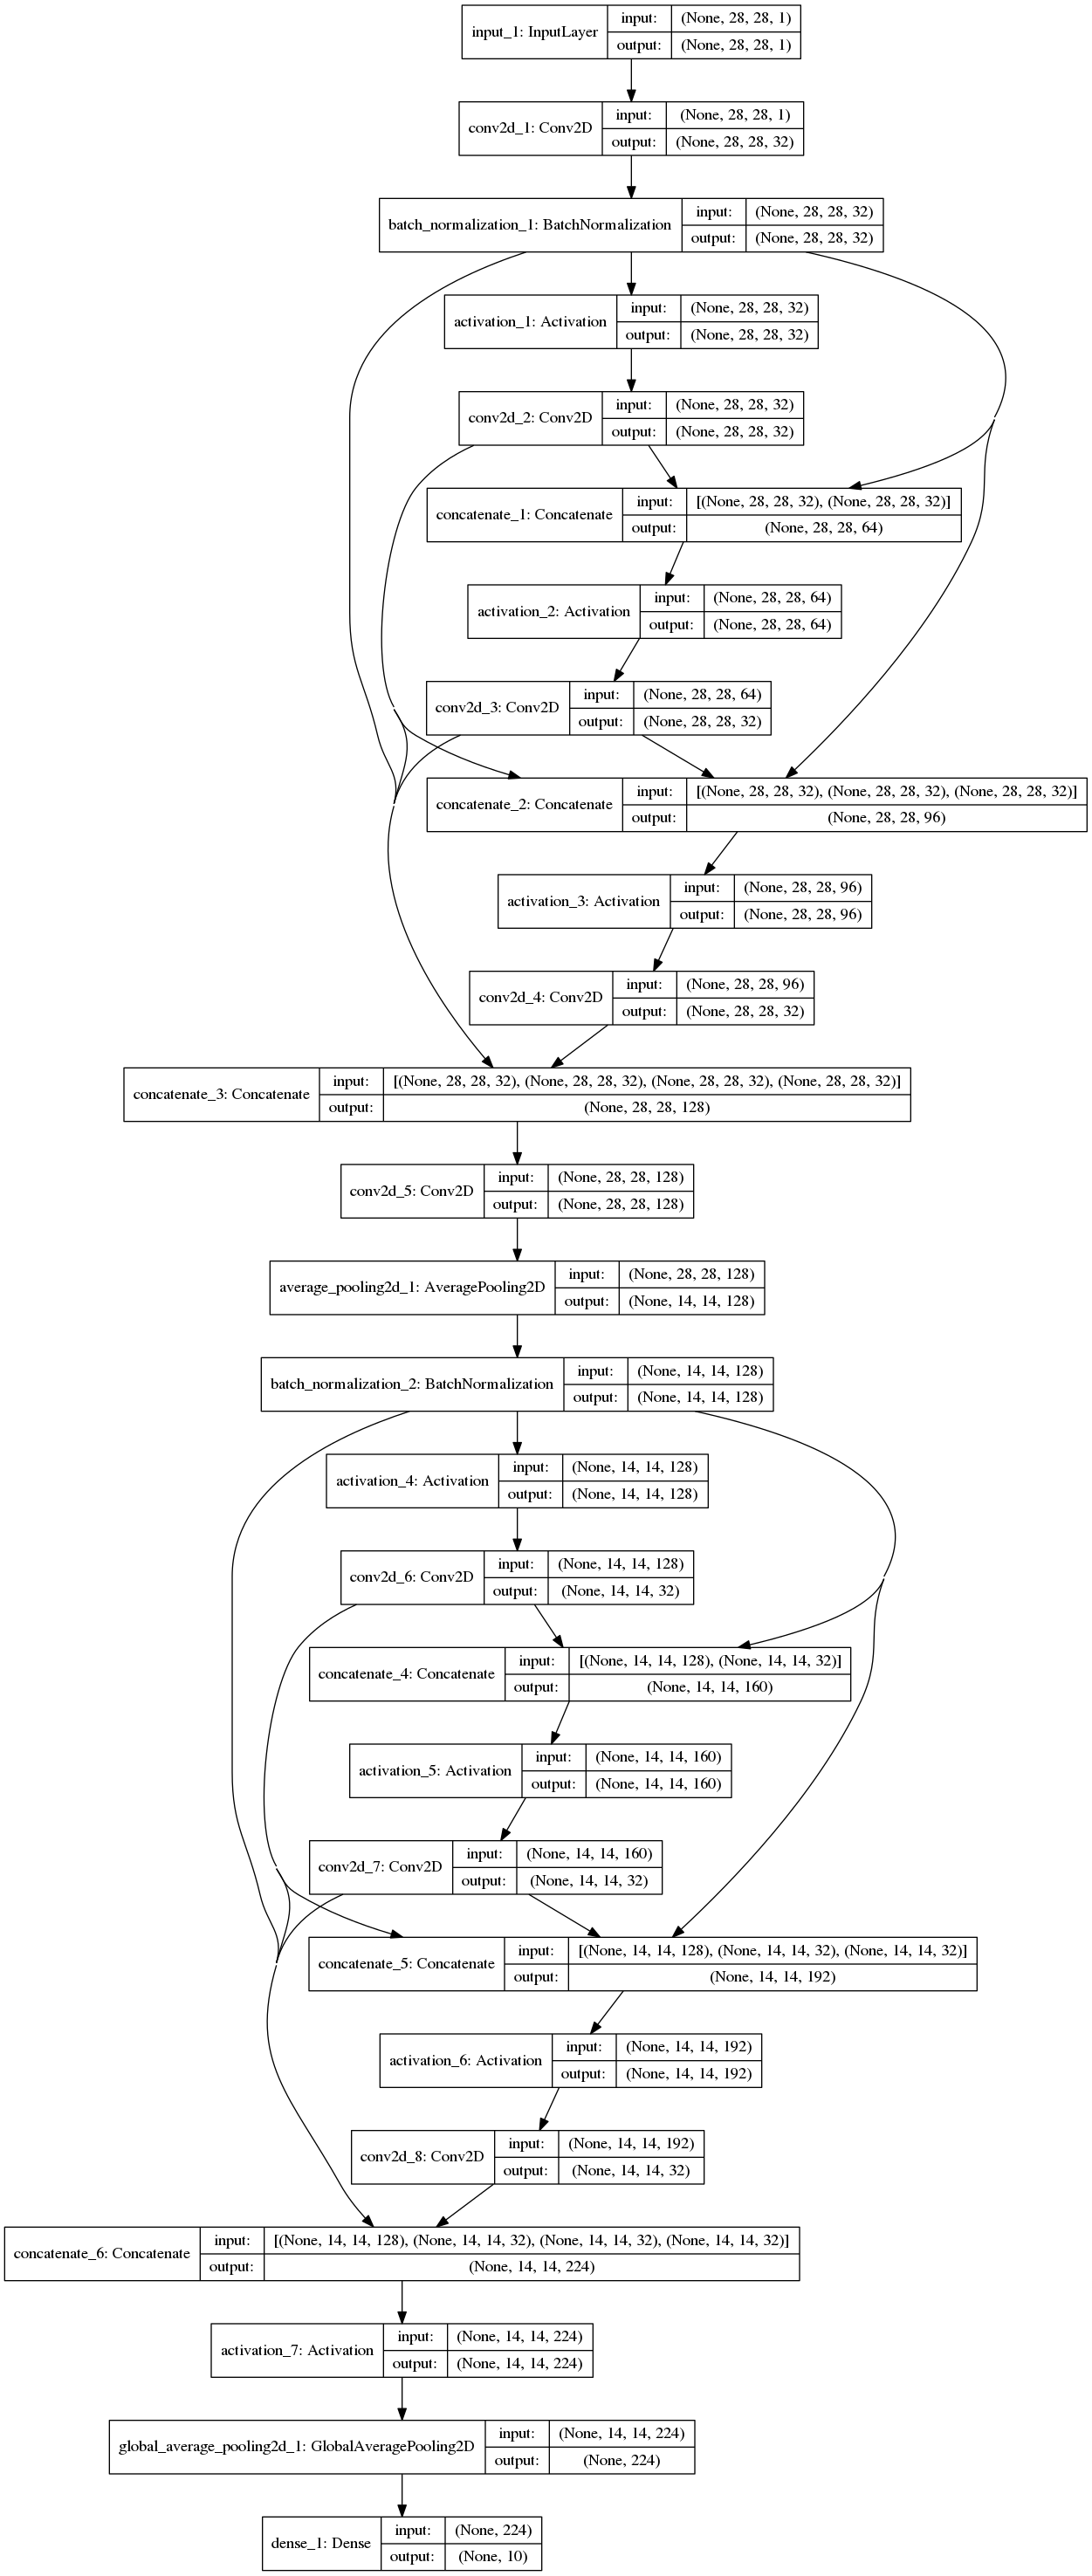 input_1: InputLayer
input: (None, 28, 28, 1)
output: (None, 28, 28, 1)
conv2d_1: Conv2D
input: (None, 28, 28, 1)
output: (None, 28, 28, 32)
batch_normalization_1: BatchNormalization
input: (None, 28, 28, 32)
output: (None, 28, 28, 32)
activation_1: Activation
input: (None, 28, 28, 32)
output: (None, 28, 28, 32)
conv2d_2: Conv2D
input: (None, 28, 28, 32)
output: (None, 28, 28, 32)
concatenate_1: Concatenate
input: [(None, 28, 28, 32), (None, 28, 28, 32)]
output: (None, 28, 28, 64)
activation_2: Activation
input: (None, 28, 28, 64)
output: (None, 28, 28, 64)
conv2d_3: Conv2D
input: (None, 28, 28, 64)
output: (None, 28, 28, 32)
concatenate_2: Concatenate
input: [(None, 28, 28, 32), (None, 28, 28, 32), (None, 28, 28, 32)]
output: (None, 28, 28, 96)
activation_3: Activation
input: (None, 28, 28, 96)
output: (None, 28, 28, 96)
conv2d_4: Conv2D
input: (None, 28, 28, 96)
output: (None, 28, 28, 32)
concatenate_3: Concatenate
input: [(None, 28, 28, 32), (None, 28, 28, 32), (None, 28, 28, 32), (None, 28, 28, 32)]
output: (None, 28, 28, 128)
conv2d_5: Conv2D
input: (None, 28, 28, 128)
output: (None, 28, 28, 128)
average_pooling2d_1: AveragePooling2D
input: (None, 28, 28, 128)
output: (None, 14, 14, 128)
batch_normalization_2: BatchNormalization
input: (None, 14, 14, 128)
output: (None, 14, 14, 128)
activation_4: Activation
input: (None, 14, 14, 128)
output: (None, 14, 14, 128)
conv2d_6: Conv2D
input: (None, 14, 14, 128)
output: (None, 14, 14, 32)
concatenate_4: Concatenate
input: [(None, 14, 14, 128), (None, 14, 14, 32)]
output: (None, 14, 14, 160)
activation_5: Activation
input: (None, 14, 14, 160)
output: (None, 14, 14, 160)
conv2d_7: Conv2D
input: (None, 14, 14, 160)
output: (None, 14, 14, 32)
concatenate_5: Concatenate
input: [(None, 14, 14, 128), (None, 14, 14, 32), (None, 14, 14, 32)]
output: (None, 14, 14, 192)
activation_6: Activation
input: (None, 14, 14, 192)
output: (None, 14, 14, 192)
conv2d_8: Conv2D
input: (None, 14, 14, 192)
output: (None, 14, 14, 32)
concatenate_6: Concatenate
input: [(None, 14, 14, 128), (None, 14, 14, 32), (None, 14, 14, 32), (None, 14, 14, 32)]
output: (None, 14, 14, 224)
activation_7: Activation
input: (None, 14, 14, 224)
output: (None, 14, 14, 224)
global_average_pooling2d_1: GlobalAveragePooling2D
input: (None, 14, 14, 224)
output: (None, 224)
dense_1: Dense
input: (None, 224)
output: (None, 10)